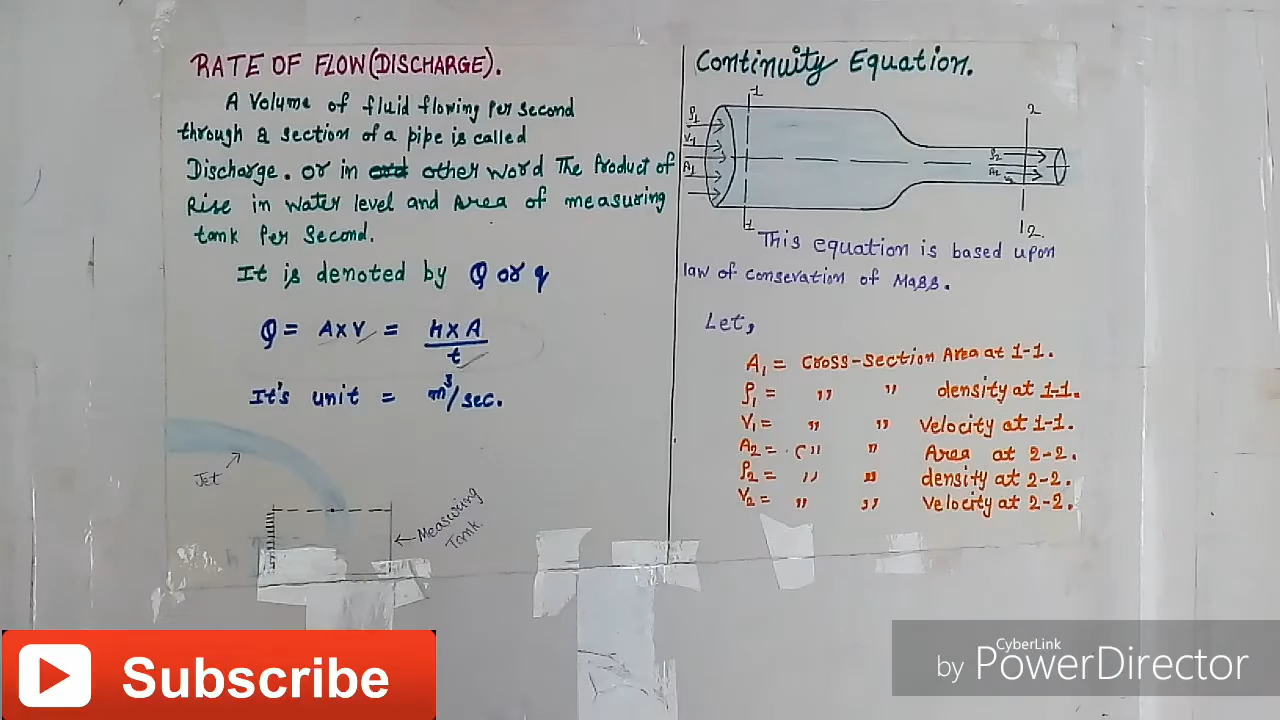 RATE OF FLOW(DISCHARGE).
A Volume of fluid flowing Per second
through a section of a pipe is called
Discharge. or in other word The Product of
Rise in water level and Area of measuring
tank Per Second.
It is denoted by Q or q
Q = A x V = H x A / t
It's unit = m³/sec.
Jet
Measuring
Tank.
Continuity Equation.
1
2
ρ1
V1
A1
ρ2
A2
1
2.
This equation is based upon
law of conservation of Mass.
Let,
A1 = Cross-section Area at 1-1.
ρ1 = " " density at 1-1.
V1 = " " Velocity at 1-1.
A2 = " " Area at 2-2.
ρ2 = " " density at 2-2.
V2 = " " Velocity at 2-2.
Subscribe
by CyberLink PowerDirector